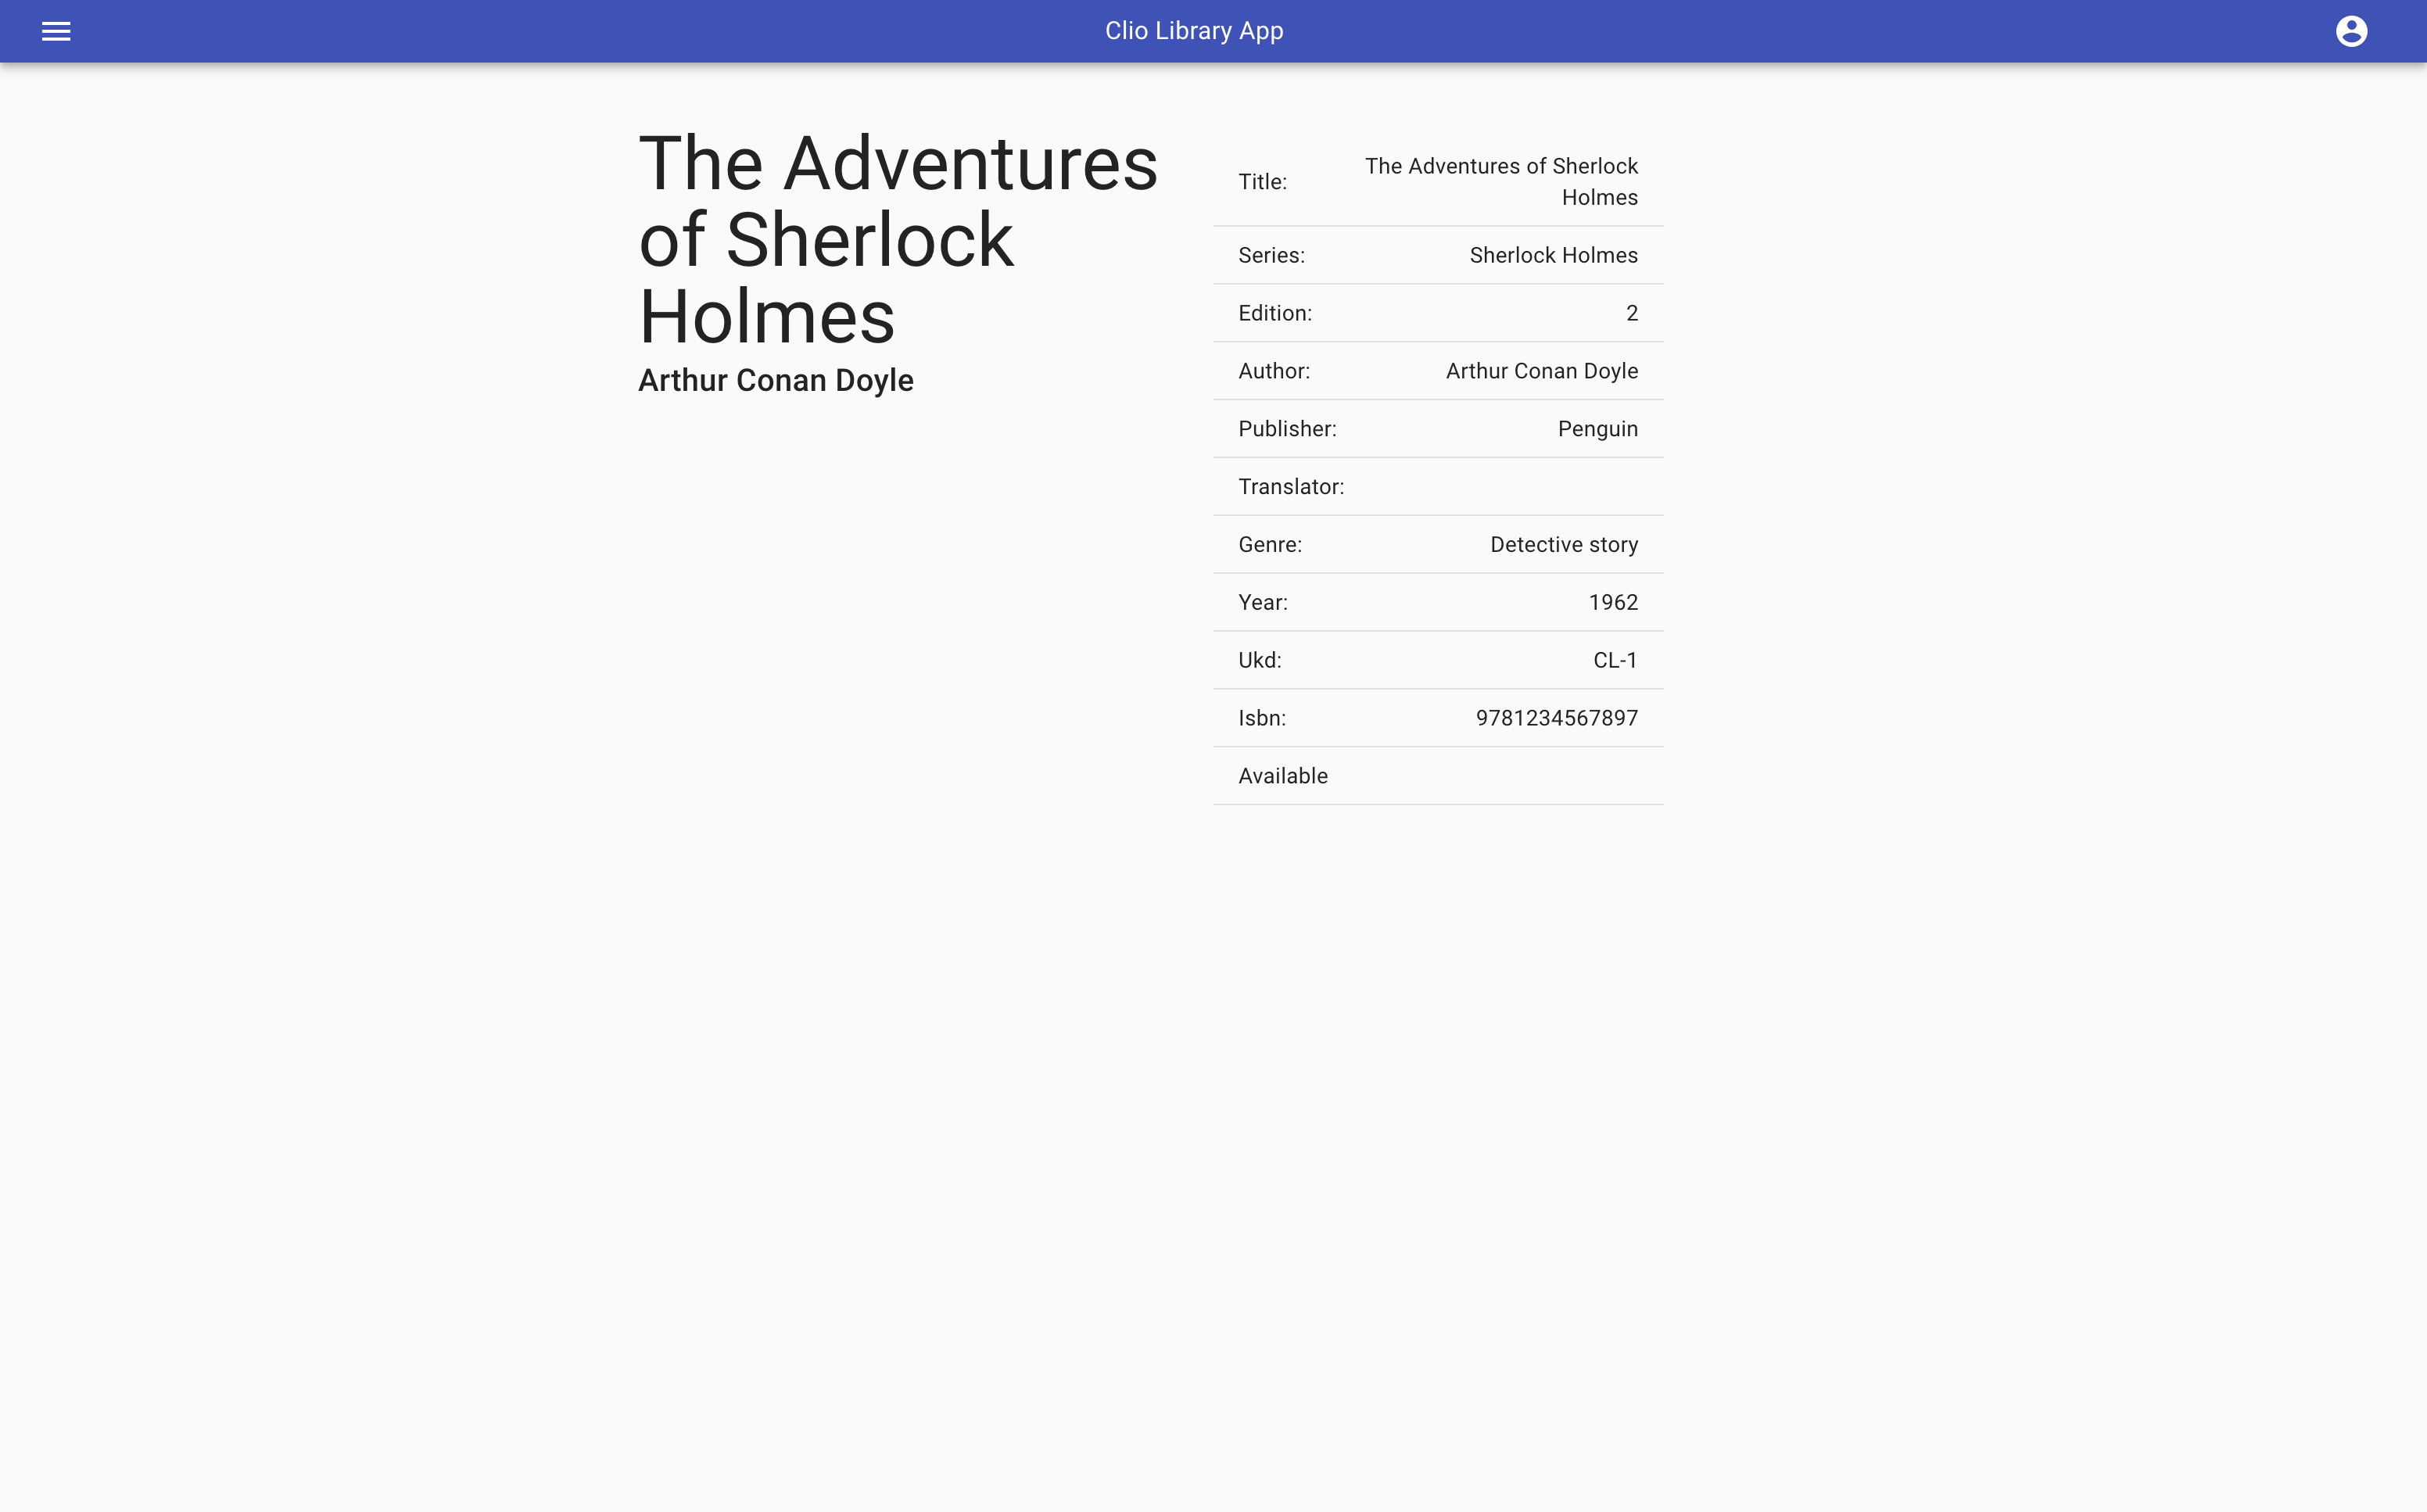 Clio Library App
The Adventures
of Sherlock
Holmes
Arthur Conan Doyle
Title: The Adventures of Sherlock
Holmes
Series: Sherlock Holmes
Edition: 2
Author: Arthur Conan Doyle
Publisher: Penguin
Translator:
Genre: Detective story
Year: 1962
Ukd: CL-1
Isbn: 9781234567897
Available